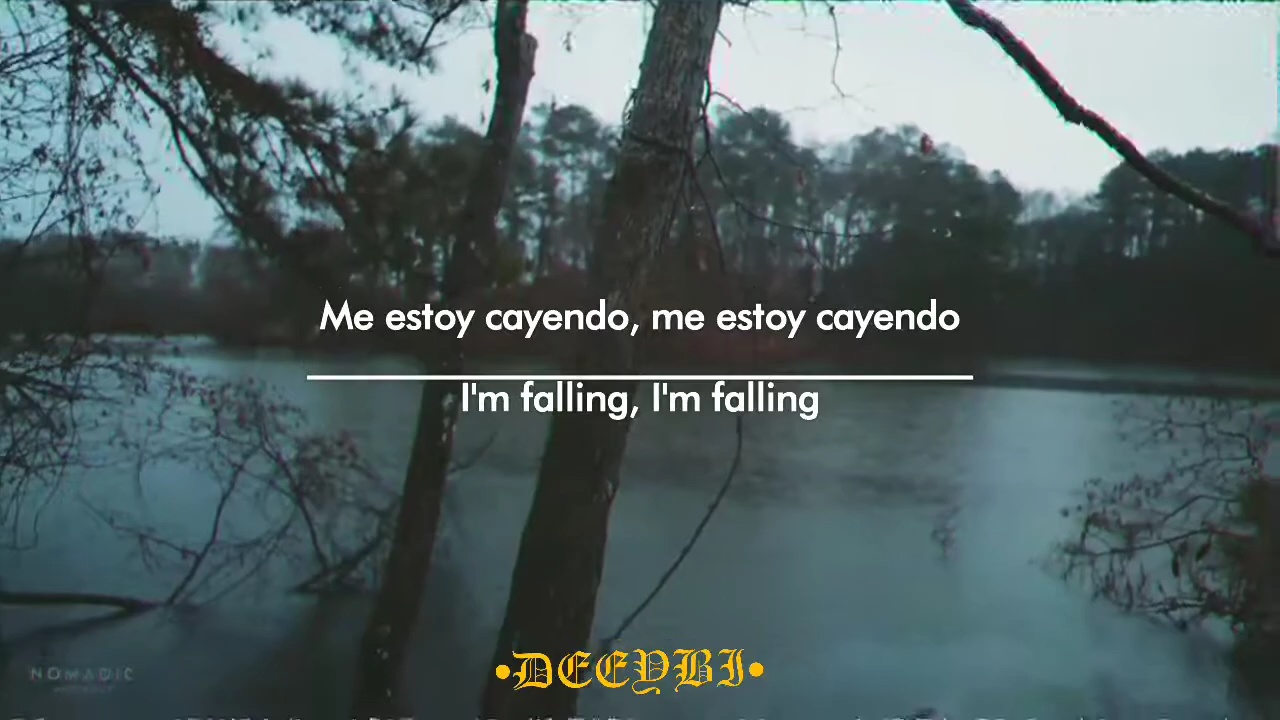 Me estoy cayendo, me estoy cayendo
I'm falling, I'm falling
NOMADIC
•DEEYBI•